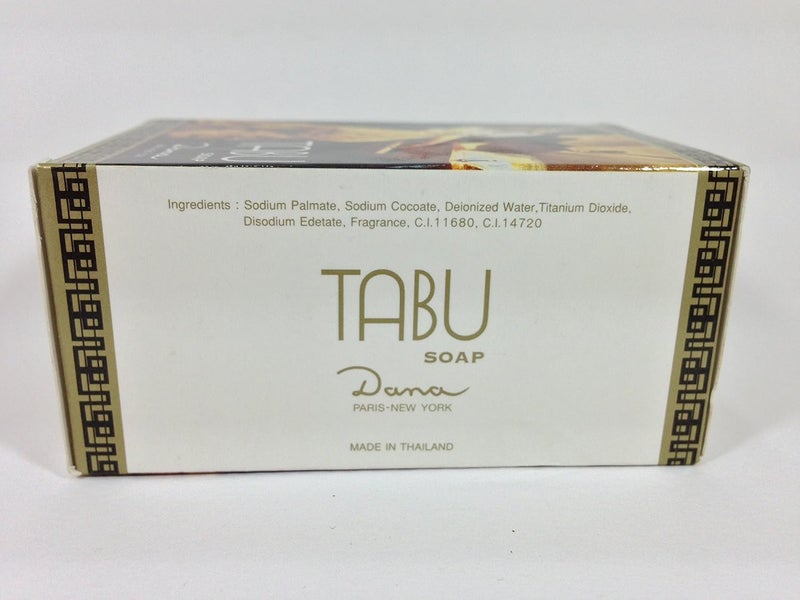 TABU
Ingredients : Sodium Palmate, Sodium Cocoate, Deionized Water,Titanium Dioxide,
Disodium Edetate, Fragrance, C.I.11680, C.I.14720
TABU
SOAP
Dana
PARIS-NEW YORK
MADE IN THAILAND